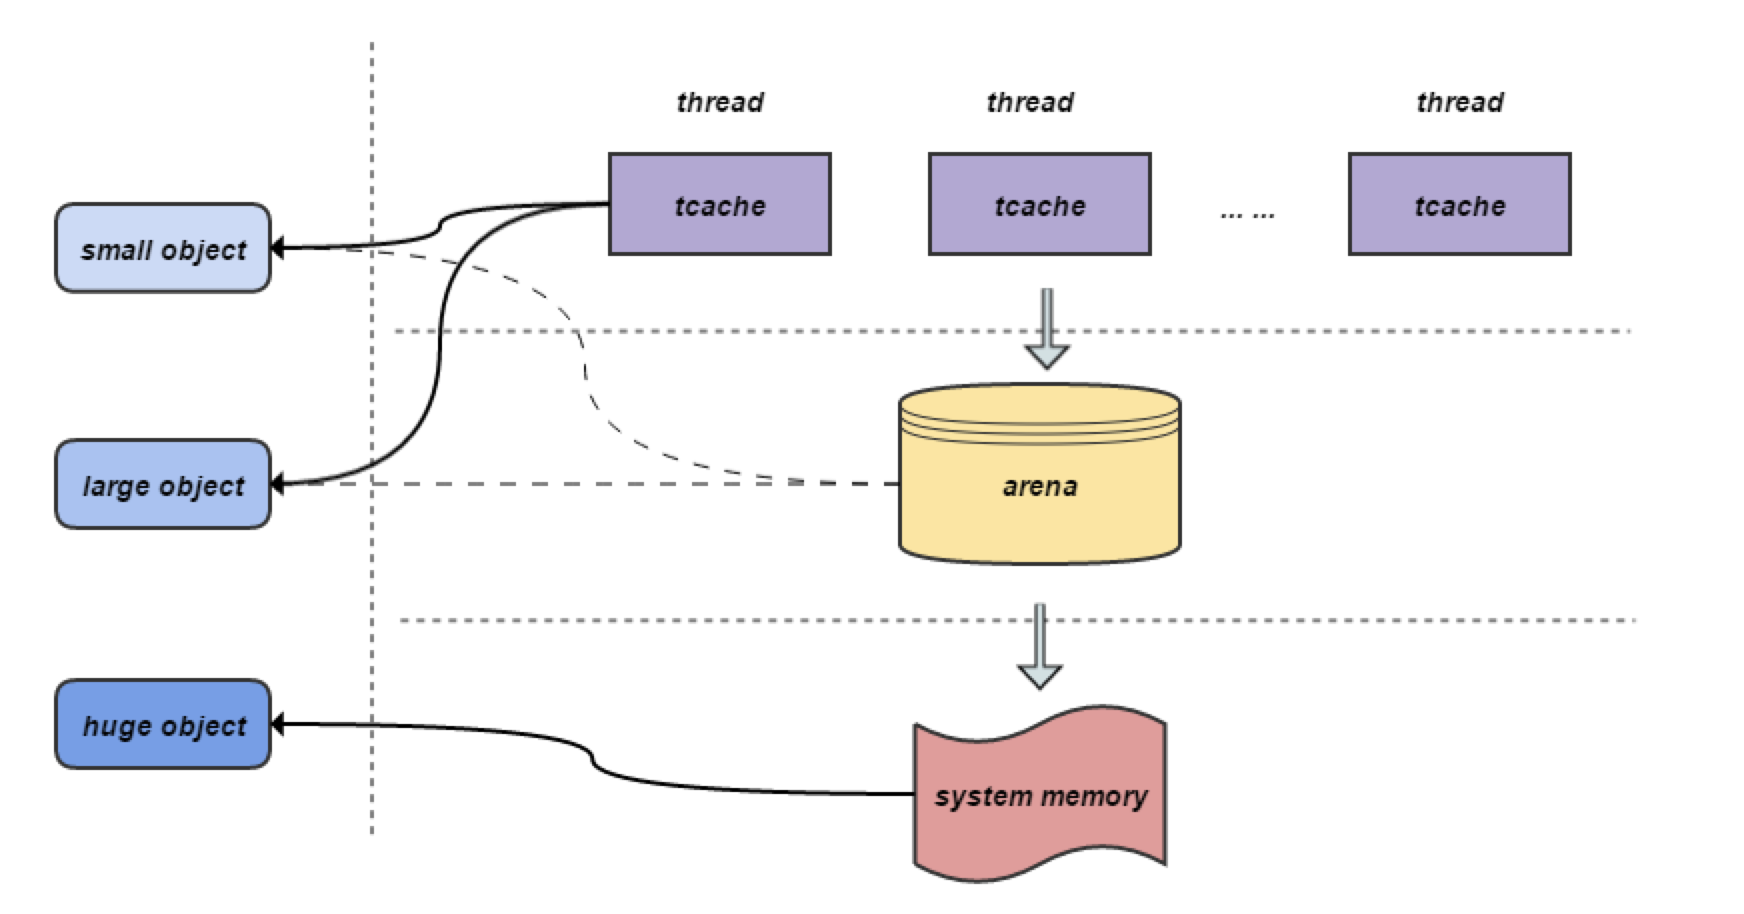 thread
thread
thread
tcache
tcache
... ...
tcache
small object
large object
arena
huge object
system memory